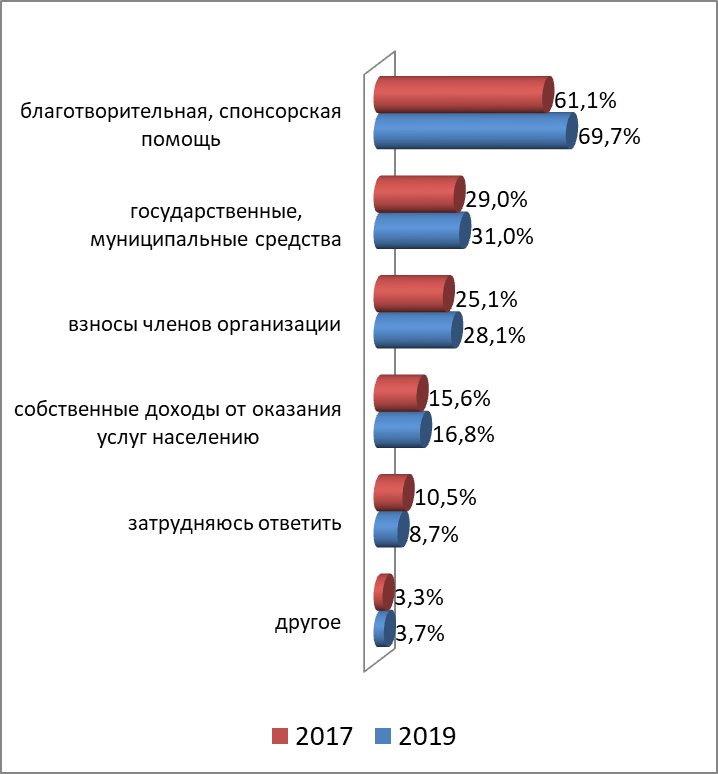 благотворительная, спонсорская
помощь
61,1%
69,7%
государственные,
муниципальные средства
29,0%
31,0%
взносы членов организации
25,1%
28,1%
собственные доходы от оказания
услуг населению
15,6%
16,8%
затрудняюсь ответить
10,5%
8,7%
другое
3,3%
3,7%
2017 2019